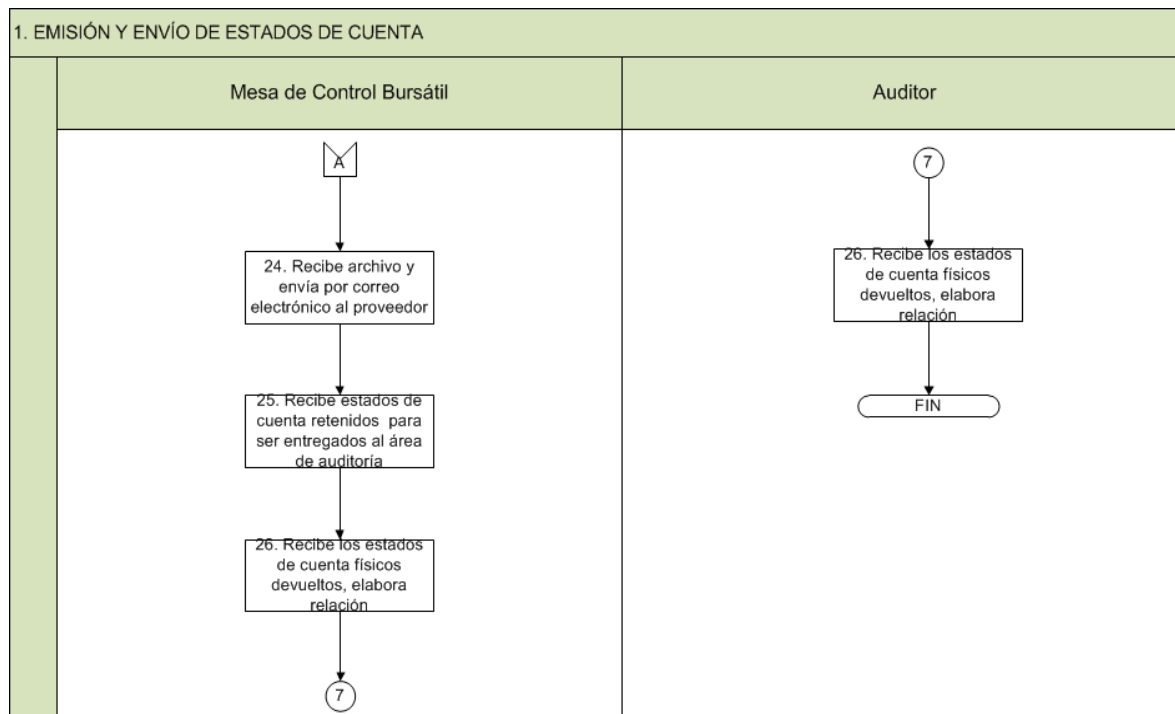 1. EMISIÓN Y ENVÍO DE ESTADOS DE CUENTA
Mesa de Control Bursátil
Auditor
A
24. Recibe archivo y
envía por correo
electrónico al proveedor
25. Recibe estados de
cuenta retenidos para
ser entregados al área
de auditoría
26. Recibe los estados
de cuenta físicos
devueltos, elabora
relación
7
7
26. Recibe los estados
de cuenta físicos
devueltos, elabora
relación
FIN